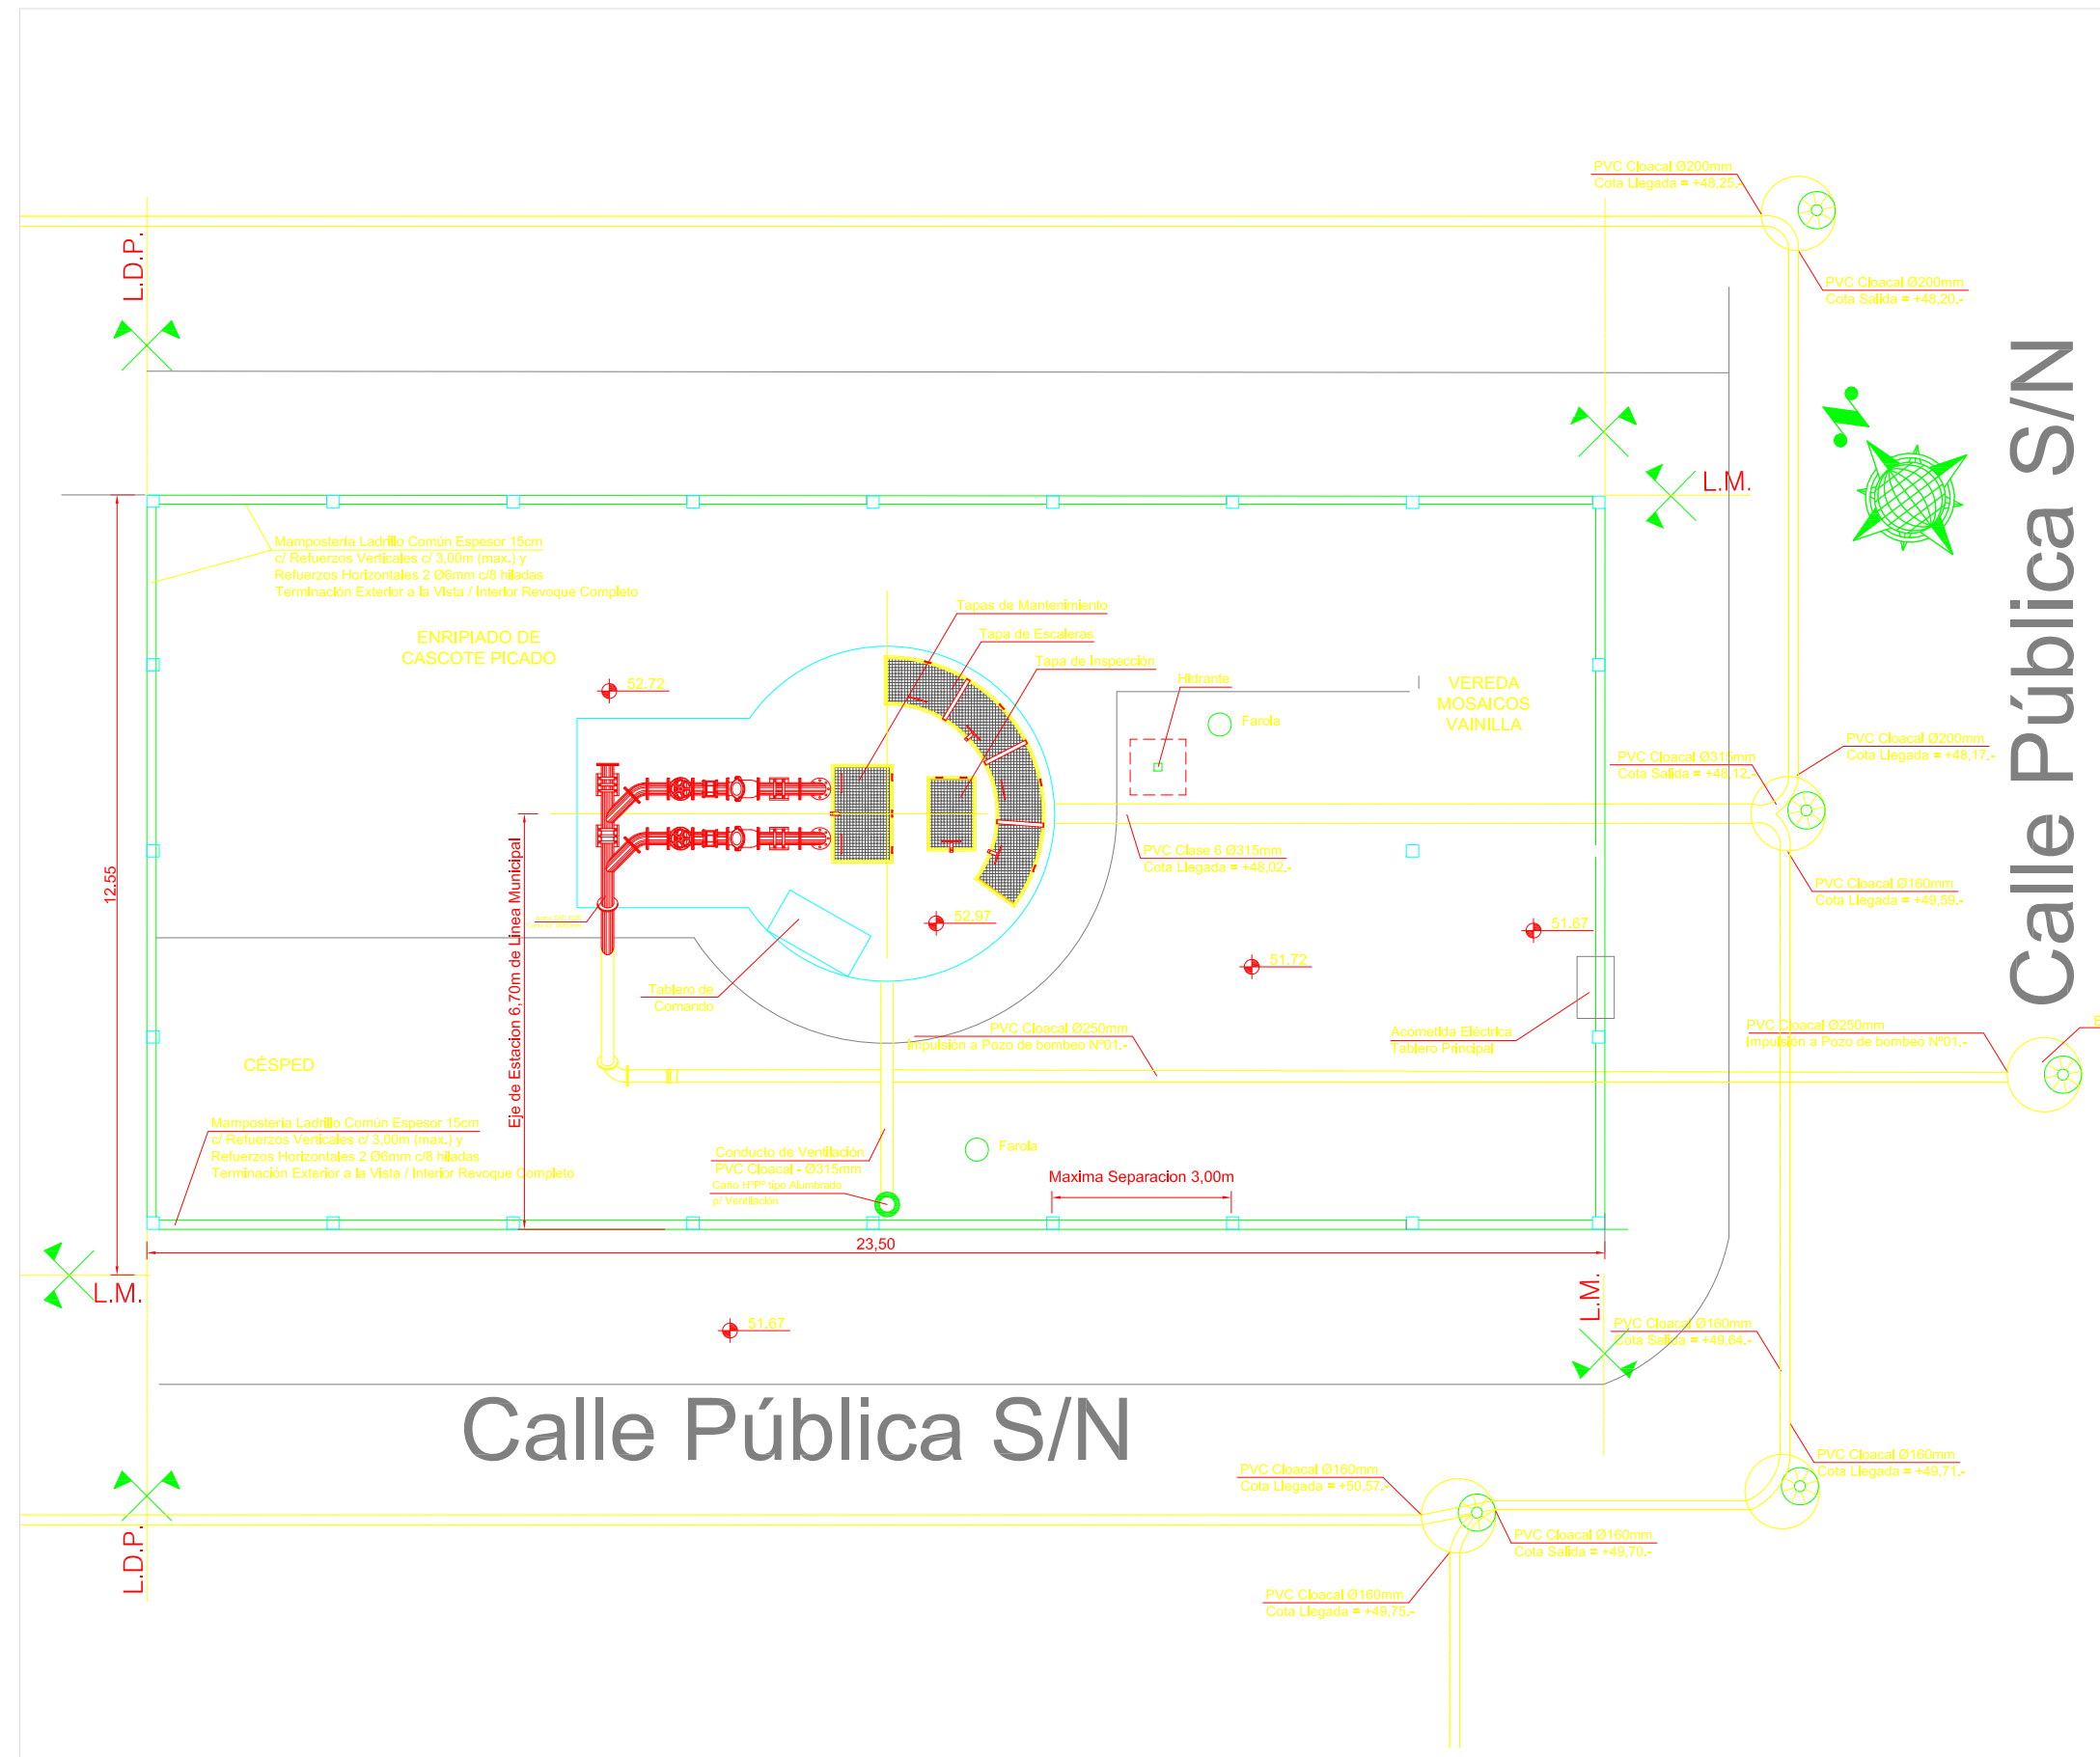 PVC Cloacal Ø200mm
Cota Llegada = +48,25.-
L.D.P.
PVC Cloacal Ø200mm
Cota Salida = +48,20.-
Calle Pública S/N
L.M.
Mampostería Ladrillo Común Espesor 15cm
c/ Refuerzos Verticales c/ 3,00m (max.) y
Refuerzos Horizontales 2 Ø6mm c/8 hiladas
Terminación Exterior a la Vista / Interior Revoque Completo
Tapas de Mantenimiento
ENRIPIADO DE
CASCOTE PICADO
Tapa de Escaleras
Tapa de Inspección
52.72
Hidrante
VEREDA
MOSAICOS
VAINILLA
Farola
PVC Cloacal Ø200mm
Cota Llegada = +48,17.-
PVC Cloacal Ø315mm
Cota Salida = +48,12.-
PVC Clase 6 Ø315mm
Cota Llegada = +48,02.-
PVC Cloacal Ø160mm
Cota Llegada = +49,59.-
12.55
Eje de Estacion 6,70m de Linea Municipal
52.97
51.67
51.72
Tablero de
Comando
PVC Cloacal Ø250mm
Impulsión a Pozo de bombeo Nº01.-
Acometida Eléctrica
Tablero Principal
PVC Cloacal Ø250mm
Impulsión a Pozo de bombeo Nº01.-
CÉSPED
Mampostería Ladrillo Común Espesor 15cm
c/ Refuerzos Verticales c/ 3,00m (max.) y
Refuerzos Horizontales 2 Ø6mm c/8 hiladas
Terminación Exterior a la Vista / Interior Revoque Completo
Conducto de Ventilación
PVC Cloacal - Ø315mm
Caño HºPº tipo Alumbrado
p/ Ventilación
Farola
Maxima Separacion 3,00m
23,50
L.M.
L.M.
51.67
PVC Cloacal Ø160mm
Cota Salida = +49,64.-
Calle Pública S/N
PVC Cloacal Ø160mm
Cota Llegada = +49,71.-
PVC Cloacal Ø160mm
Cota Llegada = +50,57.-
L.D.P.
PVC Cloacal Ø160mm
Cota Salida = +49,70.-
PVC Cloacal Ø160mm
Cota Llegada = +49,75.-